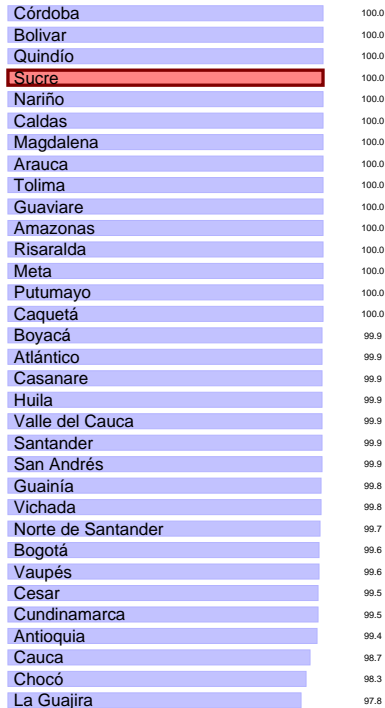 Córdoba 100.0
Bolivar 100.0
Quindío 100.0
Sucre 100.0
Nariño 100.0
Caldas 100.0
Magdalena 100.0
Arauca 100.0
Tolima 100.0
Guaviare 100.0
Amazonas 100.0
Risaralda 100.0
Meta 100.0
Putumayo 100.0
Caquetá 100.0
Boyacá 99.9
Atlántico 99.9
Casanare 99.9
Huila 99.9
Valle del Cauca 99.9
Santander 99.9
San Andrés 99.9
Guainía 99.8
Vichada 99.8
Norte de Santander 99.7
Bogotá 99.6
Vaupés 99.6
Cesar 99.5
Cundinamarca 99.5
Antioquia 99.4
Cauca 98.7
Chocó 98.3
La Guajira 97.8